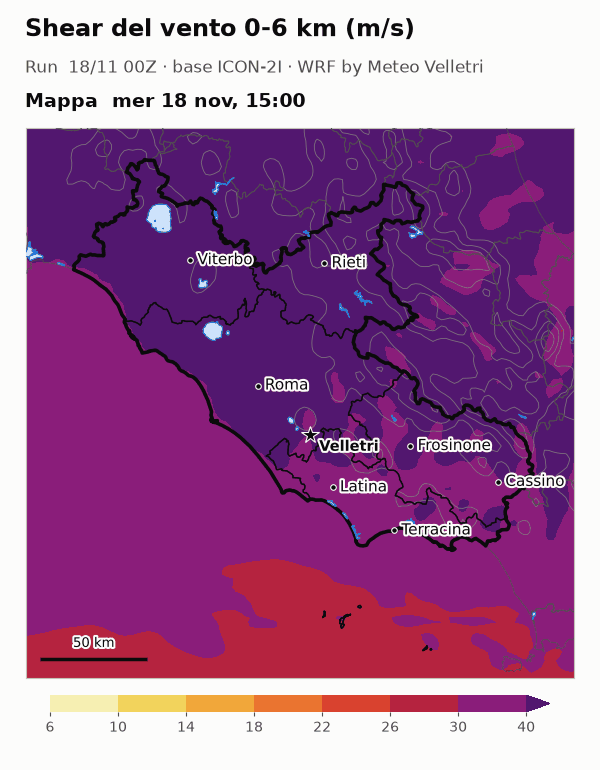 Shear del vento 0-6 km (m/s)
Run  18/11 00Z · base ICON-2I · WRF by Meteo Velletri
Mappa  mer 18 nov, 15:00
Viterbo
Rieti
Roma
Velletri
Frosinone
Latina
Cassino
Terracina
50 km
6 10 14 18 22 26 30 40